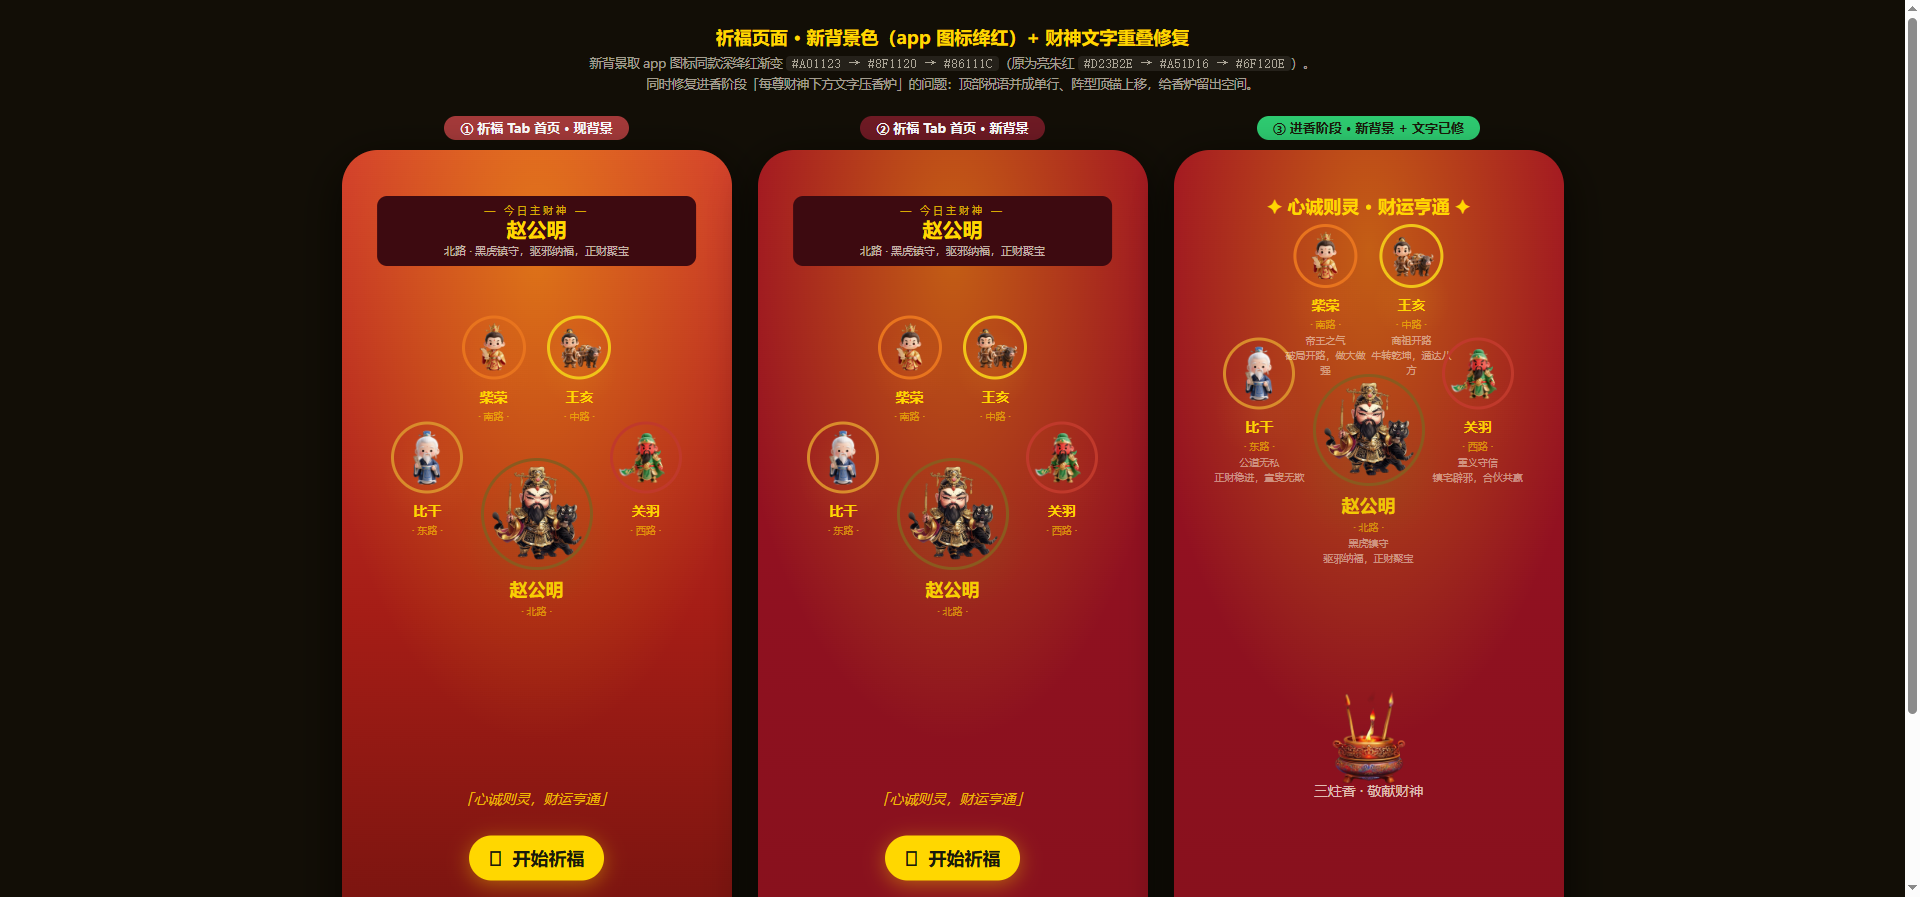 祈福页面 • 新背景色（app 图标绛红）+ 财神文字重叠修复
新背景取 app 图标同款深绛红渐变 #A01123 → #8F1120 → #86111C （原为亮朱红 #D23B2E → #A51D16 → #6F120E）。
同时修复进香阶段「每尊财神下方文字压香炉」的问题：顶部祝语并成单行、阵型顶锚上移，给香炉留出空间。
① 祈福 Tab 首页 • 现背景
— 今日主财神 —
赵公明
北路 · 黑虎镇守，驱邪纳福，正财聚宝
柴荣
· 南路 ·
王亥
· 中路 ·
比干
· 东路 ·
关羽
· 西路 ·
赵公明
· 北路 ·
「心诚则灵，财运亨通」
开始祈福
② 祈福 Tab 首页 • 新背景
— 今日主财神 —
赵公明
北路 · 黑虎镇守，驱邪纳福，正财聚宝
柴荣
· 南路 ·
王亥
· 中路 ·
比干
· 东路 ·
关羽
· 西路 ·
赵公明
· 北路 ·
「心诚则灵，财运亨通」
开始祈福
③ 进香阶段 • 新背景 + 文字已修
✦ 心诚则灵 • 财运亨通 ✦
柴荣
· 南路 ·
帝王之气
破局开路，做大做
强
王亥
· 中路 ·
商祖开路
牛转乾坤，通达八
方
比干
· 东路 ·
公道无私
正财稳进，童叟无欺
关羽
· 西路 ·
重义守信
镇宅辟邪，合伙共赢
赵公明
· 北路 ·
黑虎镇守
驱邪纳福，正财聚宝
三炷香 · 敬献财神